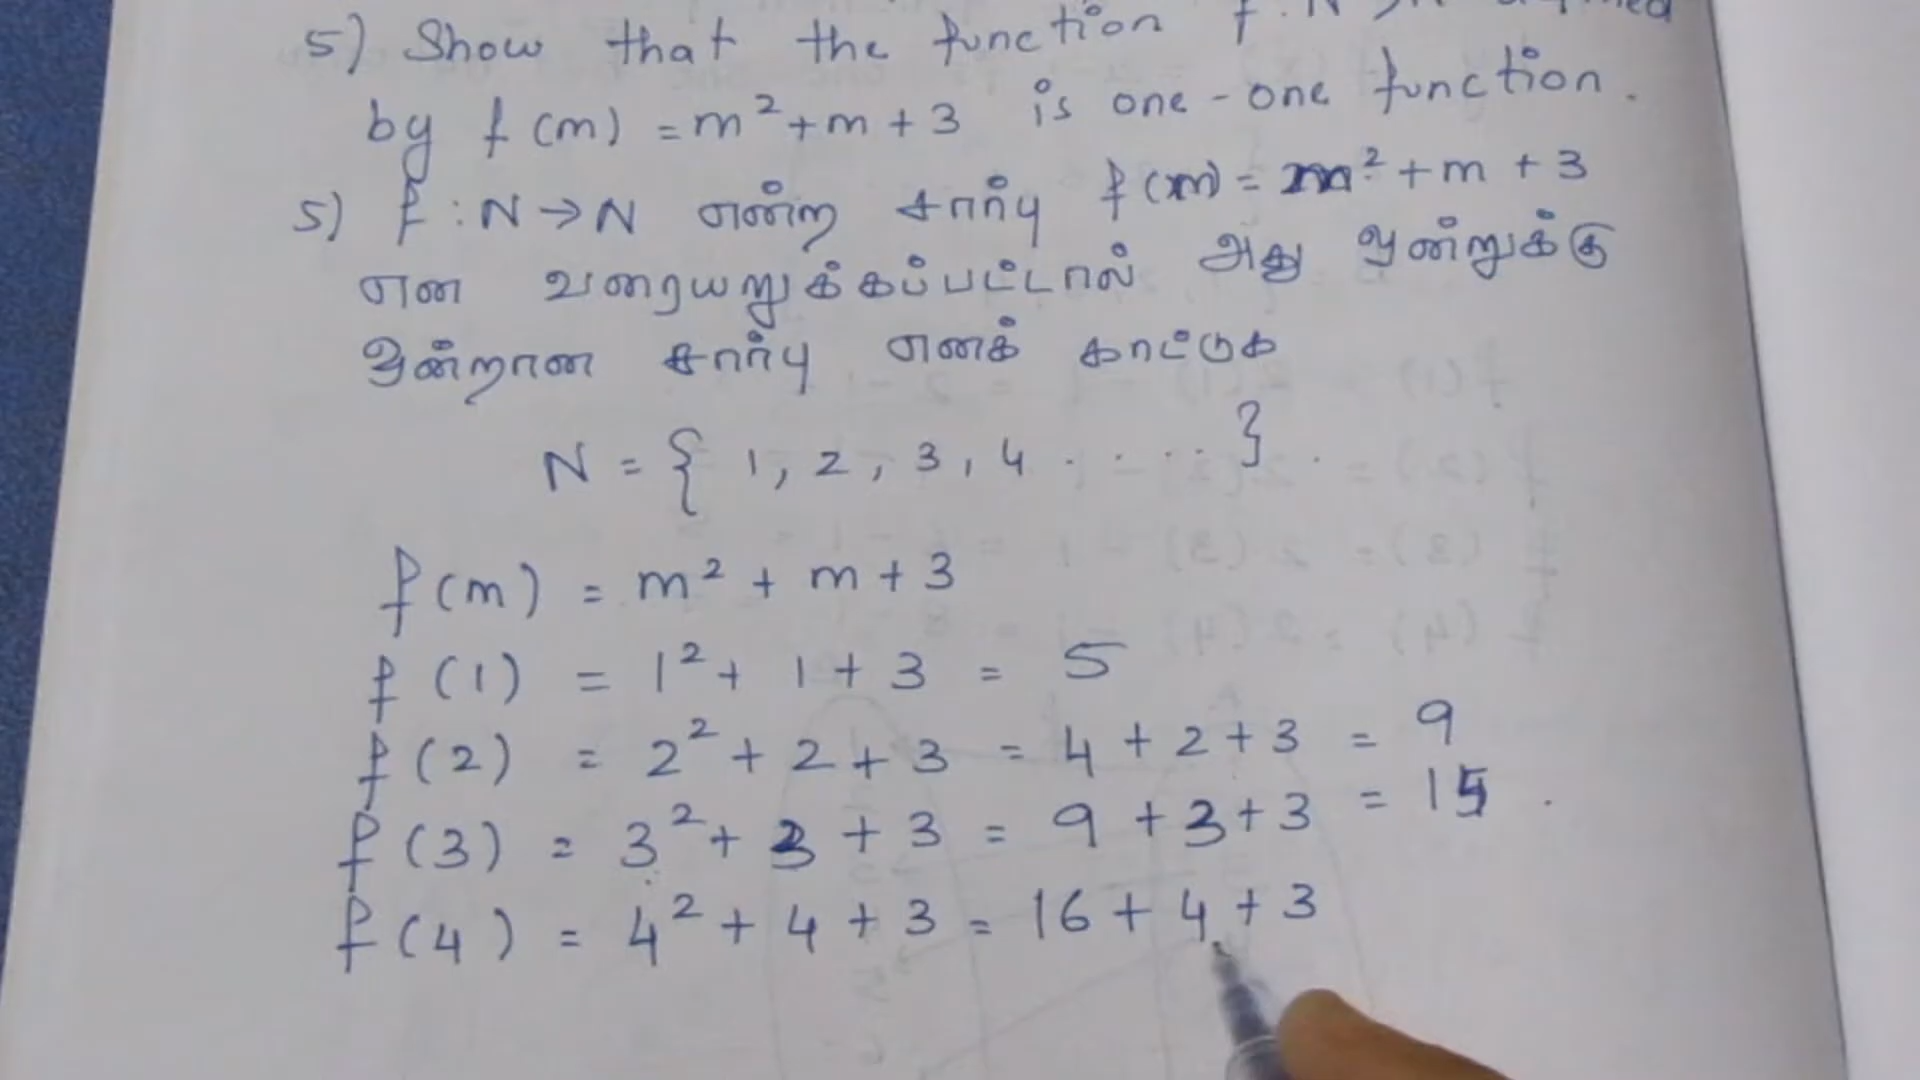 5) Show that the function f : N → N defined
by f(m) = m² + m + 3 is one - one function.
5) f : N → N என்ற சார்பு f(m) = m² + m + 3
என வரையறுக்கப்பட்டால் அது ஒன்றுக்கு
ஒன்றான சார்பு எனக் காட்டுக
N = { 1, 2, 3, 4 ..... } .
f(m) = m² + m + 3
f(1) = 1² + 1 + 3 = 5
f(2) = 2² + 2 + 3 = 4 + 2 + 3 = 9
f(3) = 3² + 3 + 3 = 9 + 3 + 3 = 15 .
f(4) = 4² + 4 + 3 = 16 + 4 + 3